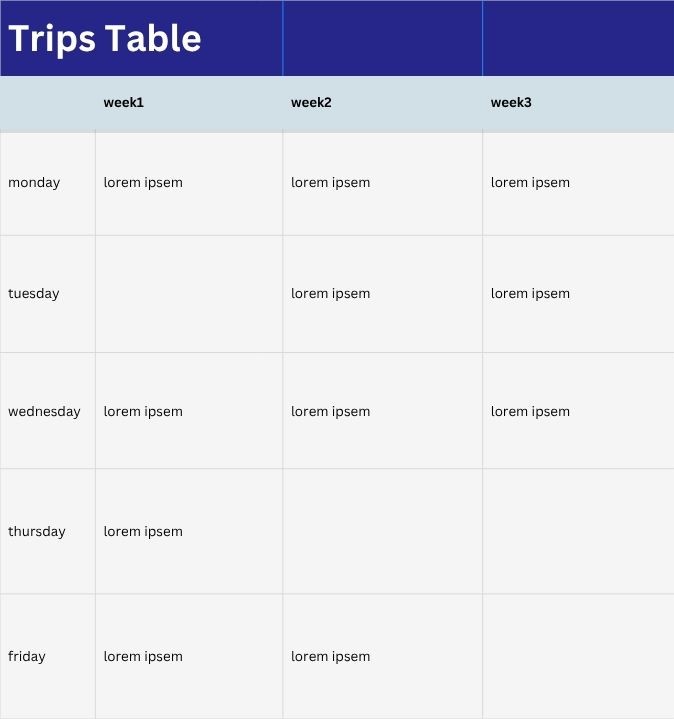 Trips Table
week1 week2 week3
monday lorem ipsem lorem ipsem lorem ipsem
tuesday lorem ipsem lorem ipsem
wednesday lorem ipsem lorem ipsem lorem ipsem
thursday lorem ipsem
friday lorem ipsem lorem ipsem